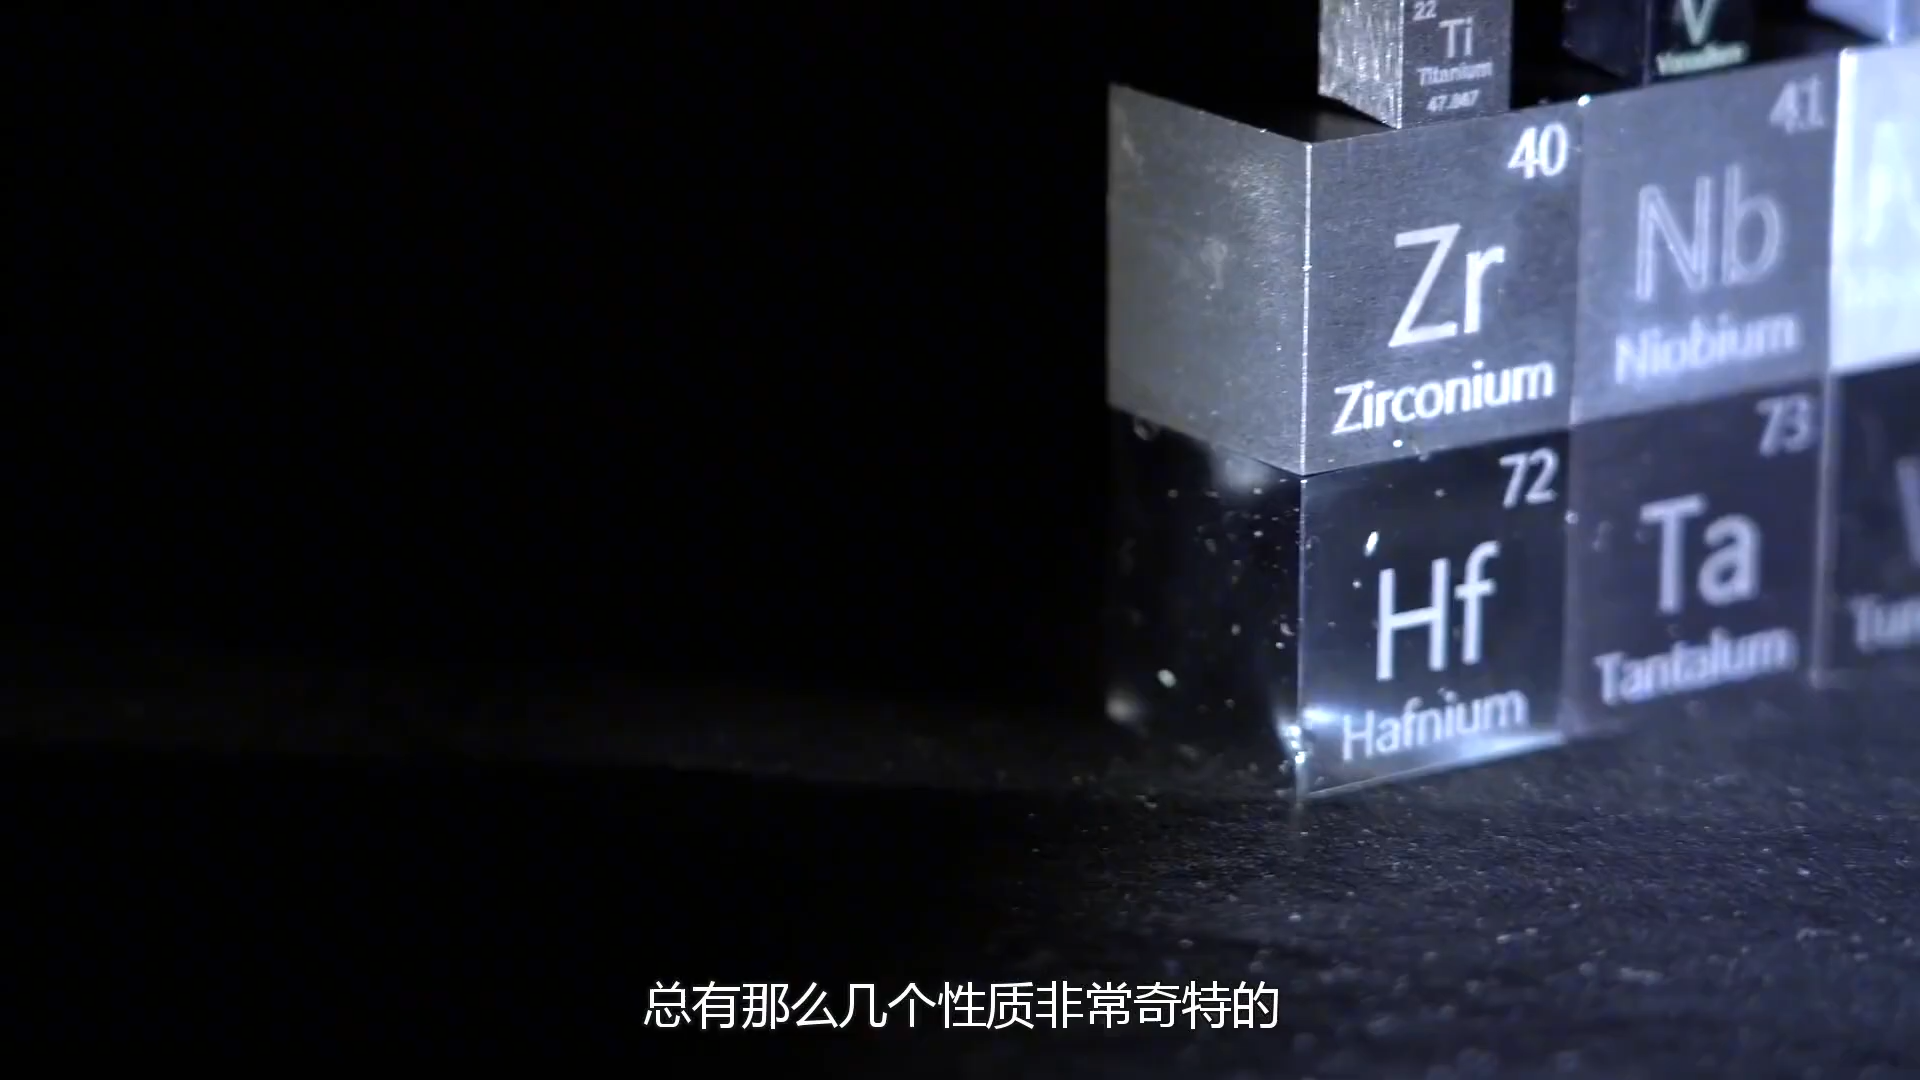 22
Ti
Titanium
47.867
V
40
Zr
Zirconium
41
Nb
Niobium
72
Hf
Hafnium
73
Ta
Tantalum
总有那么几个性质非常奇特的